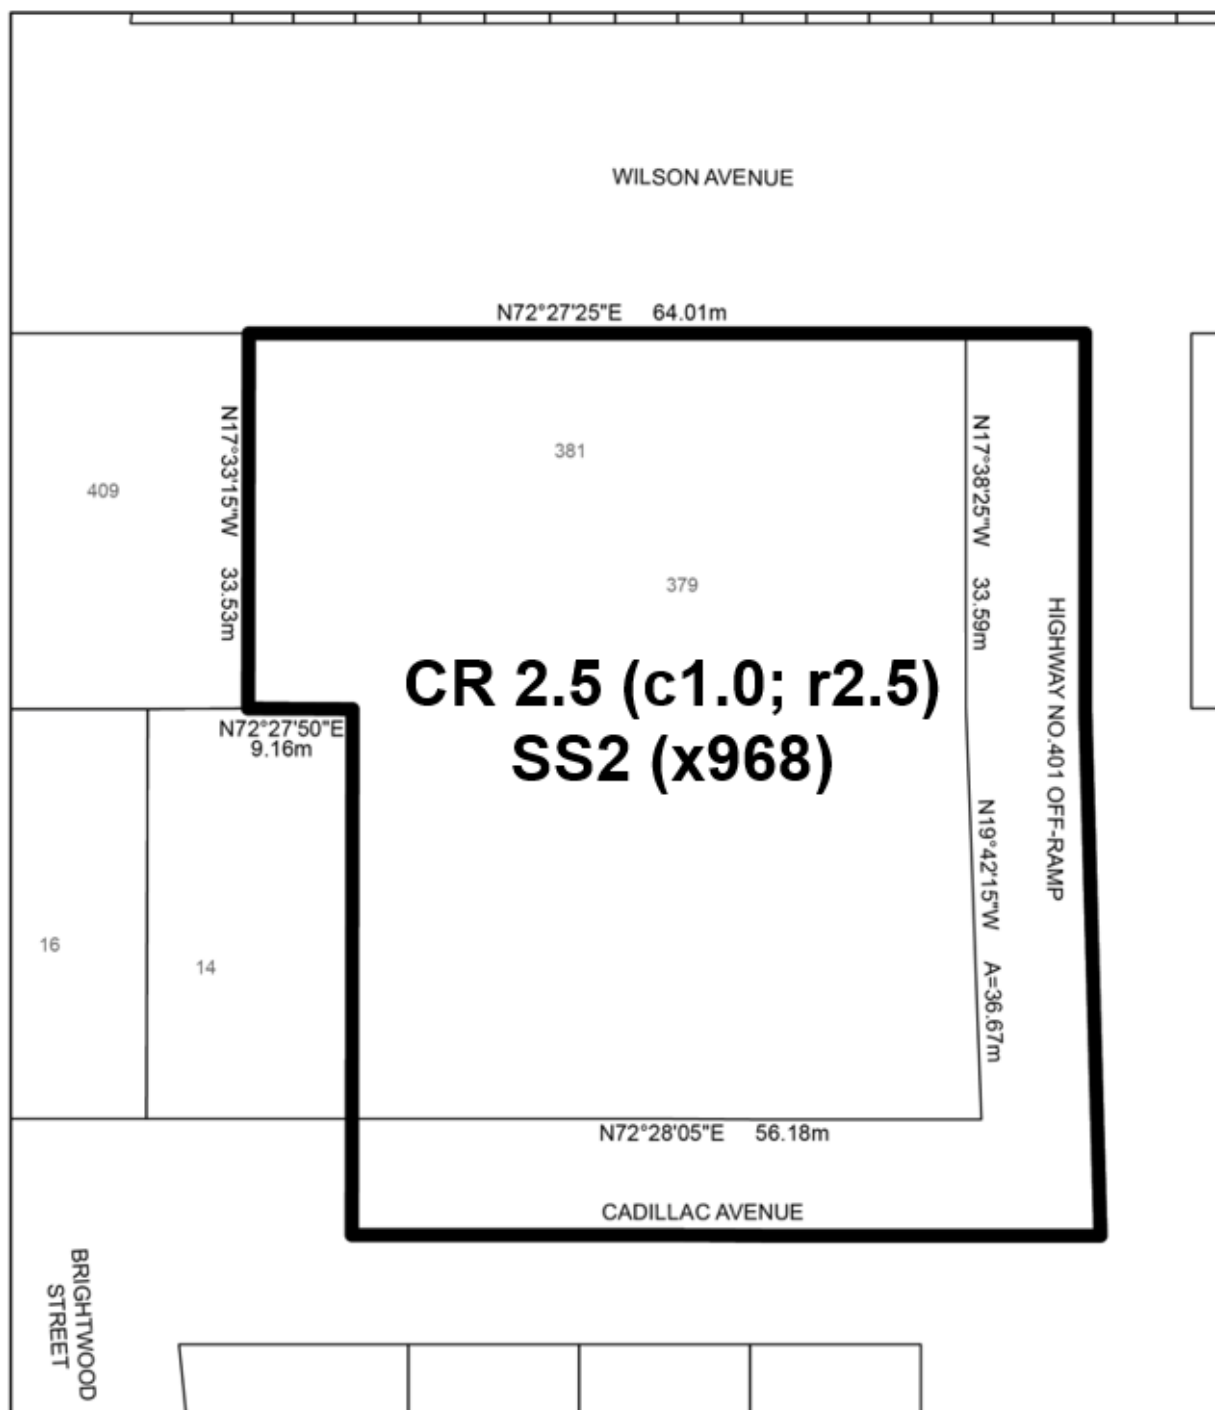 WILSON AVENUE
N72°27'25"E 64.01m
N17°33'15"W 33.53m
409
381
379
N17°38'25"W 33.59m
HIGHWAY NO.401 OFF-RAMP
CR 2.5 (c1.0; r2.5)
SS2 (x968)
N72°27'50"E
9.16m
N19°42'15"W A=36.67m
16
14
N72°28'05"E 56.18m
CADILLAC AVENUE
BRIGHTWOOD
STREET